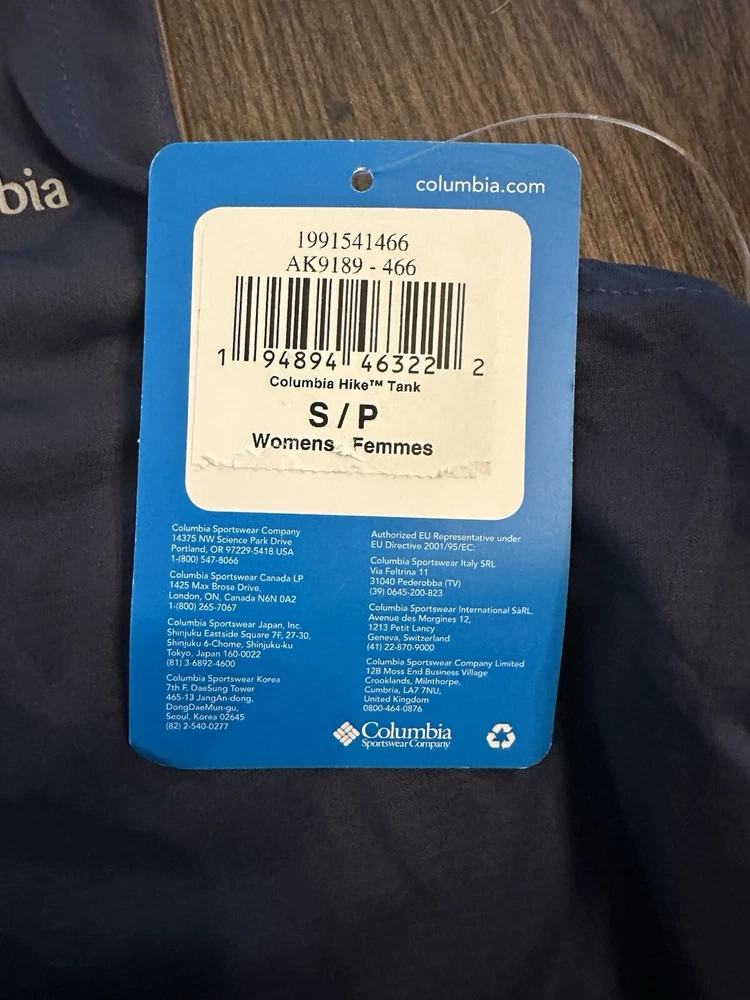 bia
columbia.com
1991541466
AK9189 - 466
1 94894 46322 2
Columbia Hike™ Tank
S / P
Womens Femmes
Columbia Sportswear Company
14375 NW Science Park Drive
Portland, OR 97229-5418 USA
1-(800) 547-8066
Columbia Sportswear Canada LP
1425 Max Brose Drive,
London, ON, Canada N6N 0A2
1-(800) 265-7067
Columbia Sportswear Japan, Inc.
Shinjuku Eastside Square 7F, 27-30,
Shinjuku 6-Chome, Shinjuku-ku
Tokyo, Japan 160-0022
(81) 3-6892-4600
Columbia Sportswear Korea
7th F. DaeSung Tower
465-13 JangAn-dong,
DongDaeMun-gu,
Seoul, Korea 02645
(82) 2-540-0277
Authorized EU Representative under
EU Directive 2001/95/EC:
Columbia Sportswear Italy SRL
Via Feltrina 11
31040 Pederobba (TV)
(39) 0645-200-823
Columbia Sportswear International SàRL,
Avenue des Morgines 12,
1213 Petit Lancy
Geneva, Switzerland
(41) 22-870-9000
Columbia Sportswear Company Limited
12B Moss End Business Village
Crooklands, Milnthorpe,
Cumbria, LA7 7NU,
United Kingdom
0800-464-0876
Columbia
Sportswear Company